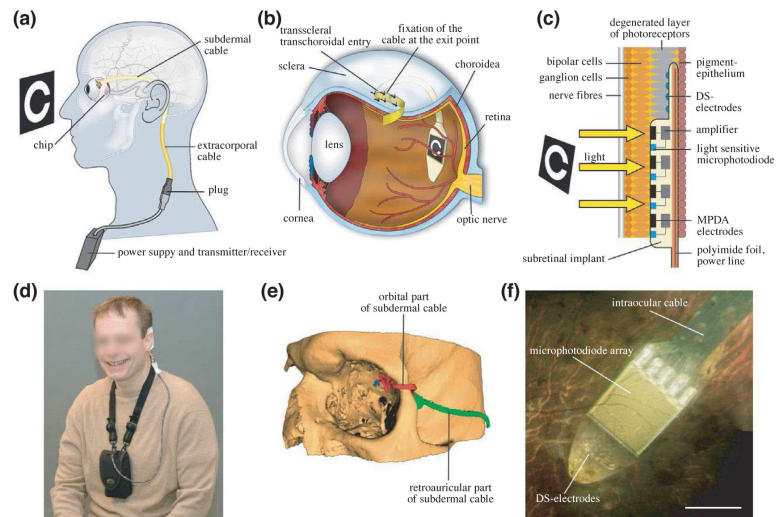 (a)
subdermal
cable
C
chip
extracorporal
cable
plug
power suppy and transmitter/receiver
(b)
transscleral
transchoroidal entry
fixation of the
cable at the exit point
sclera
choroidea
retina
lens
C
cornea
optic nerve
(c)
degenerated layer
of photoreceptors
bipolar cells
ganglion cells
nerve fibres
pigment-
epithelium
DS-
electrodes
amplifier
light sensitive
microphotodiode
C
light
MPDA
electrodes
subretinal implant
polyimide foil,
power line
(d)
(e)
orbital part
of subdermal cable
retroauricular part
of subdermal cable
(f)
intraocular cable
microphotodiode array
DS-electrodes